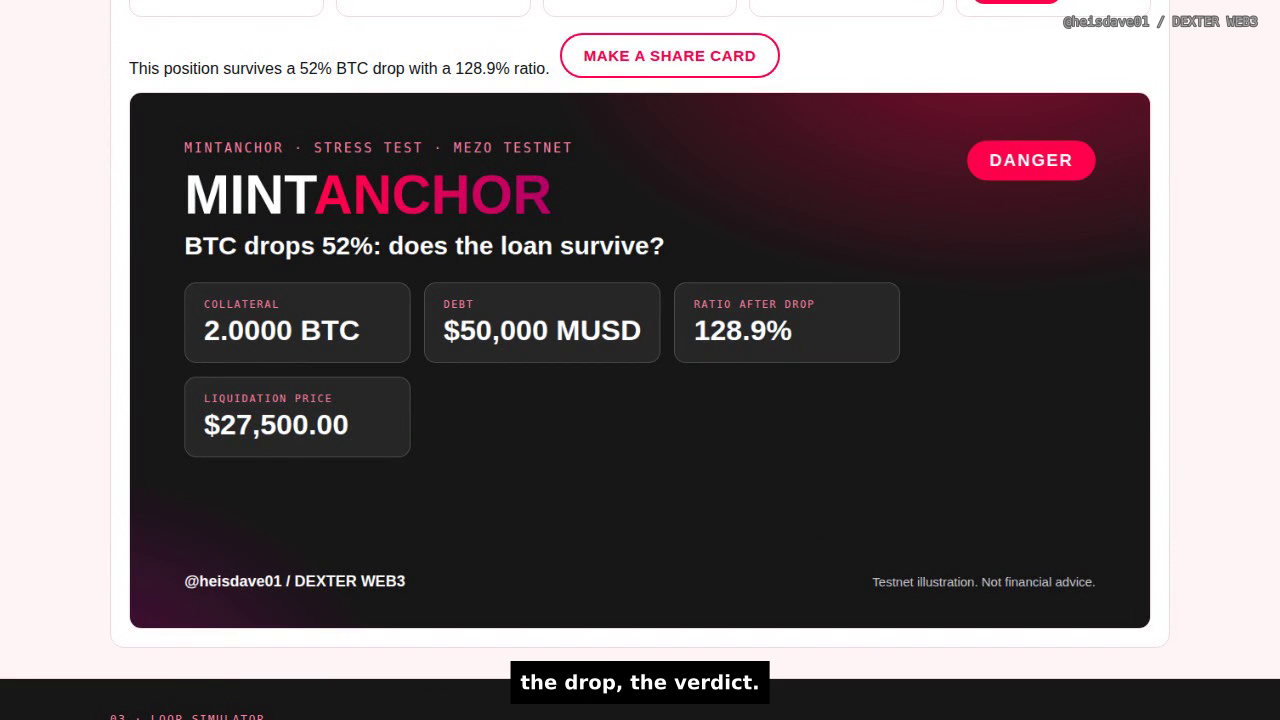 @heisdave01 / DEXTER WEB3
MAKE A SHARE CARD
This position survives a 52% BTC drop with a 128.9% ratio.
MINTANCHOR · STRESS TEST · MEZO TESTNET
DANGER
MINTANCHOR
BTC drops 52%: does the loan survive?
COLLATERAL
2.0000 BTC
DEBT
$50,000 MUSD
RATIO AFTER DROP
128.9%
LIQUIDATION PRICE
$27,500.00
@heisdave01 / DEXTER WEB3
Testnet illustration. Not financial advice.
the drop, the verdict.
03 · LOOP SIMULATOR